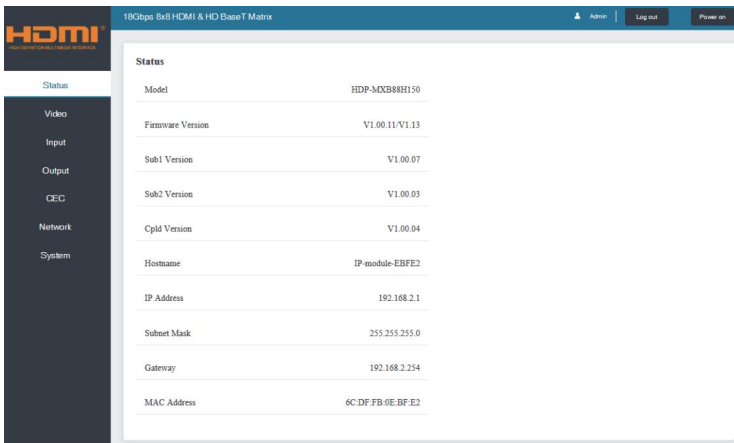 18Gbps 8x8 HDMI & HD BaseT Matrix
Admin
Log out
Power on
HDMI®
HIGH-DEFINITION MULTIMEDIA INTERFACE
Status
Video
Input
Output
CEC
Network
System
Status
Model HDP-MXB88H150
Firmware Version V1.00.11/V1.13
Sub1 Version V1.00.07
Sub2 Version V1.00.03
Cpld Version V1.00.04
Hostname IP-module-EBFE2
IP Address 192.168.2.1
Subnet Mask 255.255.255.0
Gateway 192.168.2.254
MAC Address 6C:DF:FB:0E:BF:E2